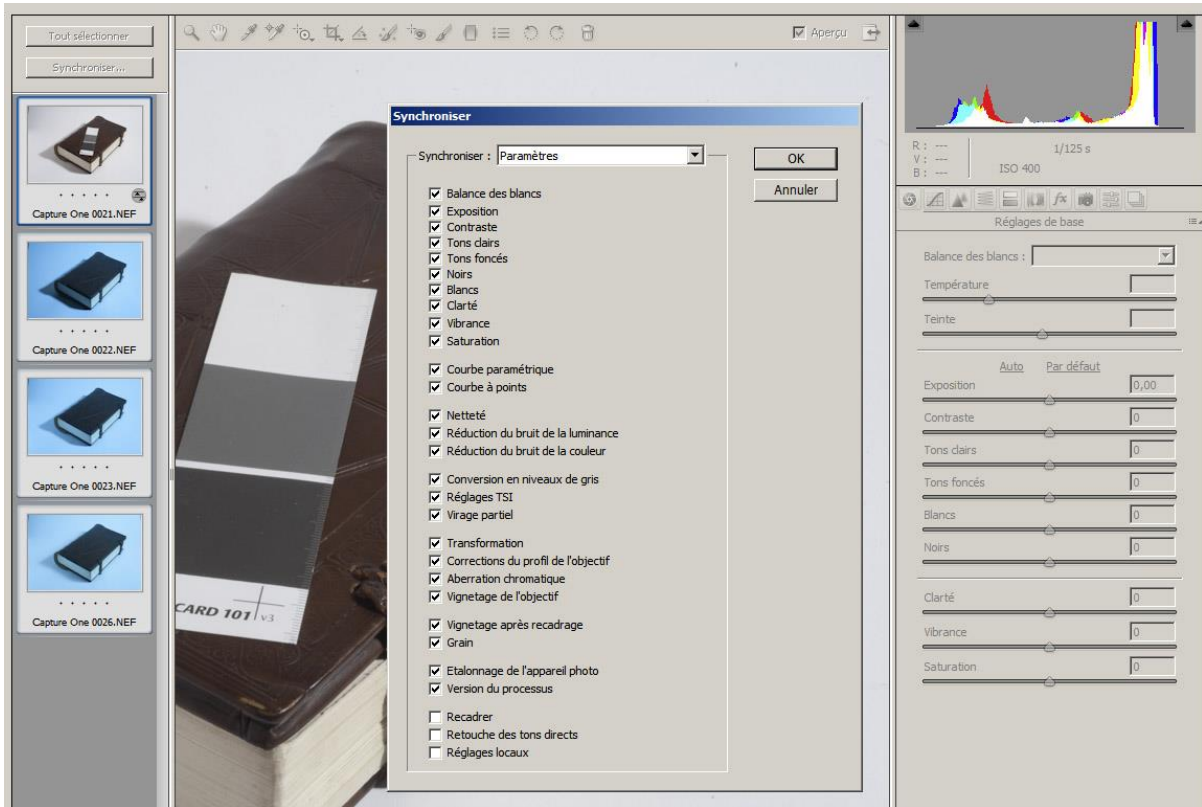 Tout sélectionner
Synchroniser...
Capture One 0021.NEF
Capture One 0022.NEF
Capture One 0023.NEF
Capture One 0026.NEF
Aperçu
CARD 101 v3
Synchroniser
Synchroniser : Paramètres
Balance des blancs
Exposition
Contraste
Tons clairs
Tons foncés
Noirs
Blancs
Clarté
Vibrance
Saturation
Courbe paramétrique
Courbe à points
Netteté
Réduction du bruit de la luminance
Réduction du bruit de la couleur
Conversion en niveaux de gris
Réglages TSI
Virage partiel
Transformation
Corrections du profil de l'objectif
Aberration chromatique
Vignetage de l'objectif
Vignetage après recadrage
Grain
Etalonnage de l'appareil photo
Version du processus
Recadrer
Retouche des tons directs
Réglages locaux
OK
Annuler
R : ---
V : ---
B : ---
1/125 s
ISO 400
Réglages de base
Balance des blancs :
Température
Teinte
Auto Par défaut
Exposition 0,00
Contraste 0
Tons clairs 0
Tons foncés 0
Blancs 0
Noirs 0
Clarté 0
Vibrance 0
Saturation 0